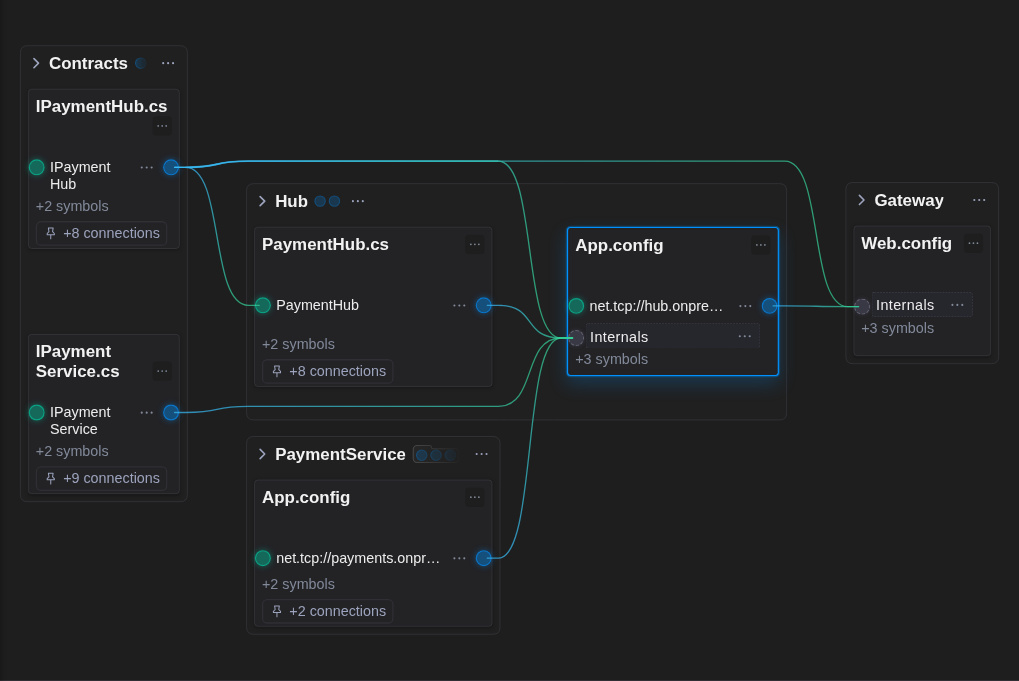 Contracts
IPaymentHub.cs
IPayment
Hub
+2 symbols
+8 connections
IPayment
Service.cs
IPayment
Service
+2 symbols
+9 connections
Hub
PaymentHub.cs
PaymentHub
+2 symbols
+8 connections
App.config
net.tcp://hub.onpre…
Internals
+3 symbols
PaymentService
App.config
net.tcp://payments.onpr…
+2 symbols
+2 connections
Gateway
Web.config
Internals
+3 symbols